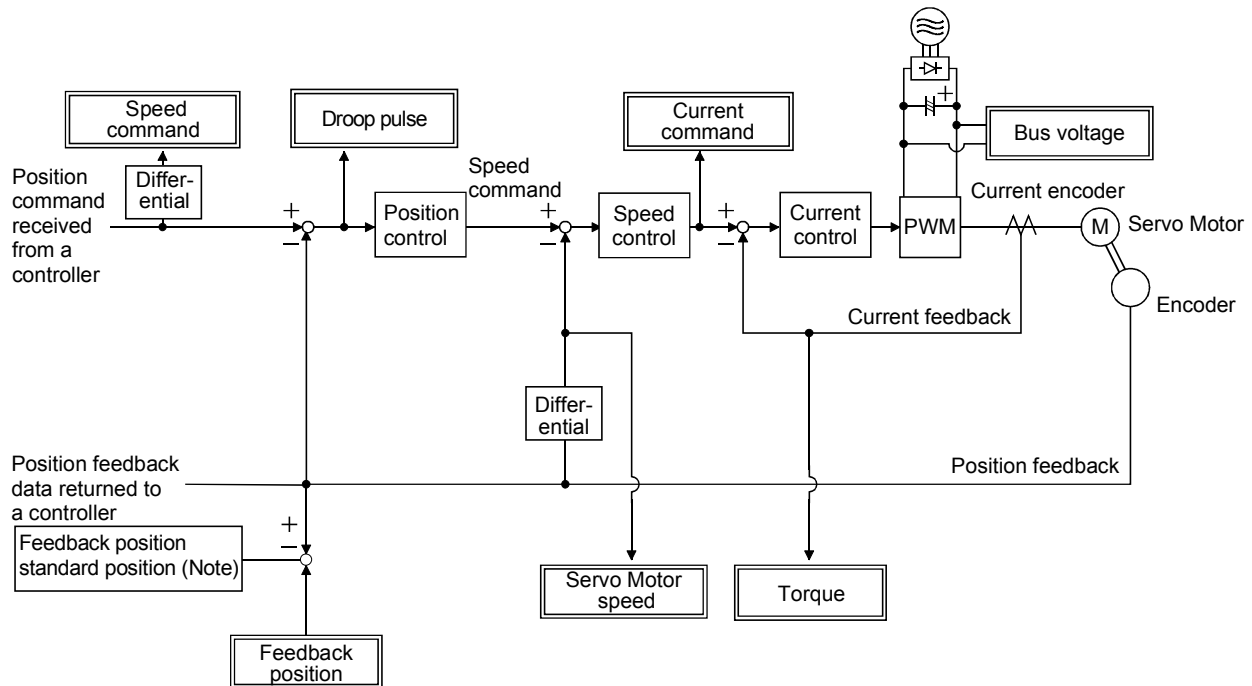 Speed
command
Droop pulse
Current
command
+
Bus voltage
Position
command
received
from a
controller
Differ-
ential
+
−
Position
control
Speed
command
+
−
Speed
control
+
−
Current
control
PWM
Current encoder
M
Servo Motor
Encoder
Current feedback
Differ-
ential
Position feedback
data returned to
a controller
Position feedback
+
−
Feedback position
standard position (Note)
Servo Motor
speed
Torque
Feedback
position